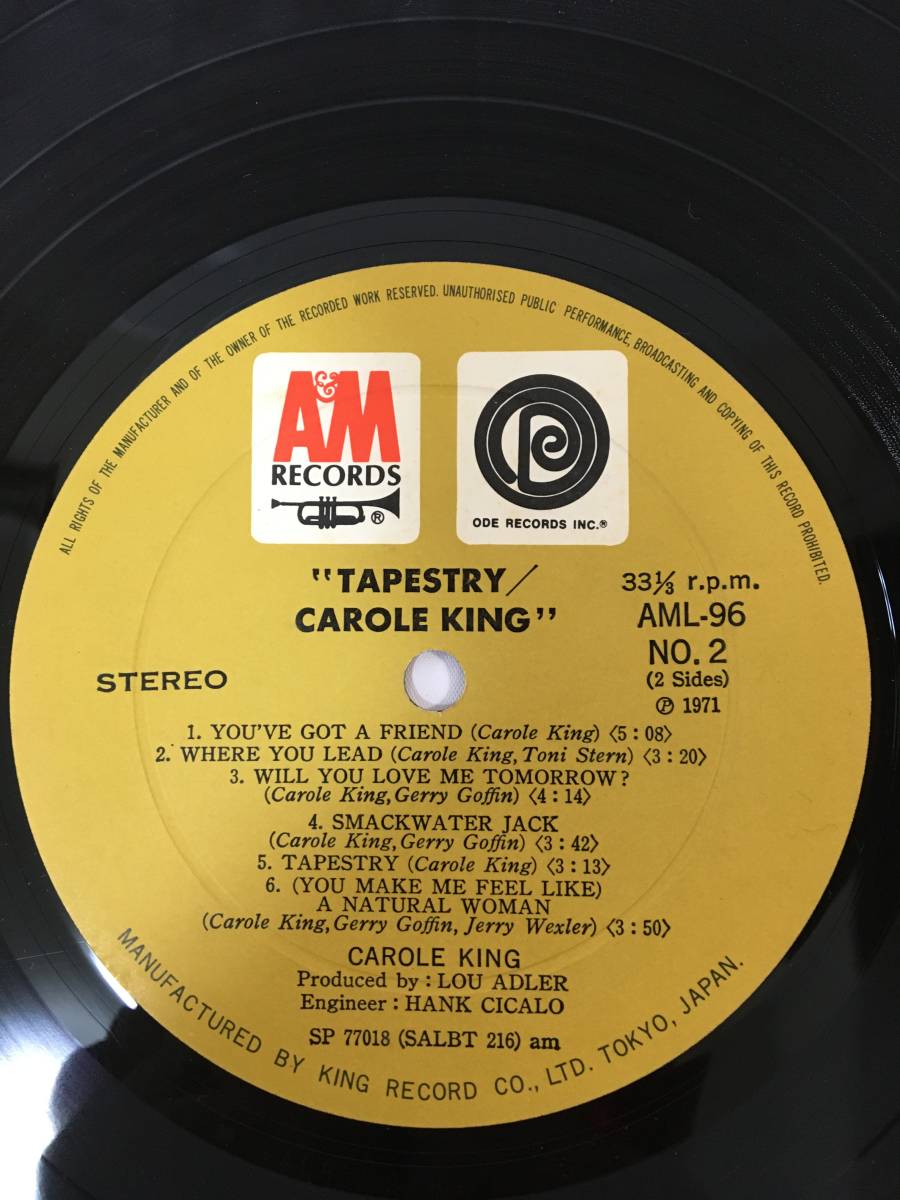 ALL RIGHTS OF THE MANUFACTURER AND OF THE OWNER OF THE RECORDED WORK RESERVED. UNAUTHORISED PUBLIC PERFORMANCE, BROADCASTING AND COPYING OF THIS RECORD PROHIBITED.
A&M
RECORDS
®
ODE RECORDS INC.®
"TAPESTRY/
CAROLE KING"
33⅓ r.p.m.
AML-96
NO. 2
(2 Sides)
℗ 1971
STEREO
1. YOU'VE GOT A FRIEND (Carole King) ⟨5:08⟩
2. WHERE YOU LEAD (Carole King, Toni Stern) ⟨3:20⟩
3. WILL YOU LOVE ME TOMORROW?
(Carole King, Gerry Goffin) ⟨4:14⟩
4. SMACKWATER JACK
(Carole King, Gerry Goffin) ⟨3:42⟩
5. TAPESTRY (Carole King) ⟨3:13⟩
6. (YOU MAKE ME FEEL LIKE)
A NATURAL WOMAN
(Carole King, Gerry Goffin, Jerry Wexler) ⟨3:50⟩
CAROLE KING
Produced by : LOU ADLER
Engineer : HANK CICALO
SP 77018 (SALBT 216) am
MANUFACTURED BY KING RECORD CO., LTD. TOKYO, JAPAN.